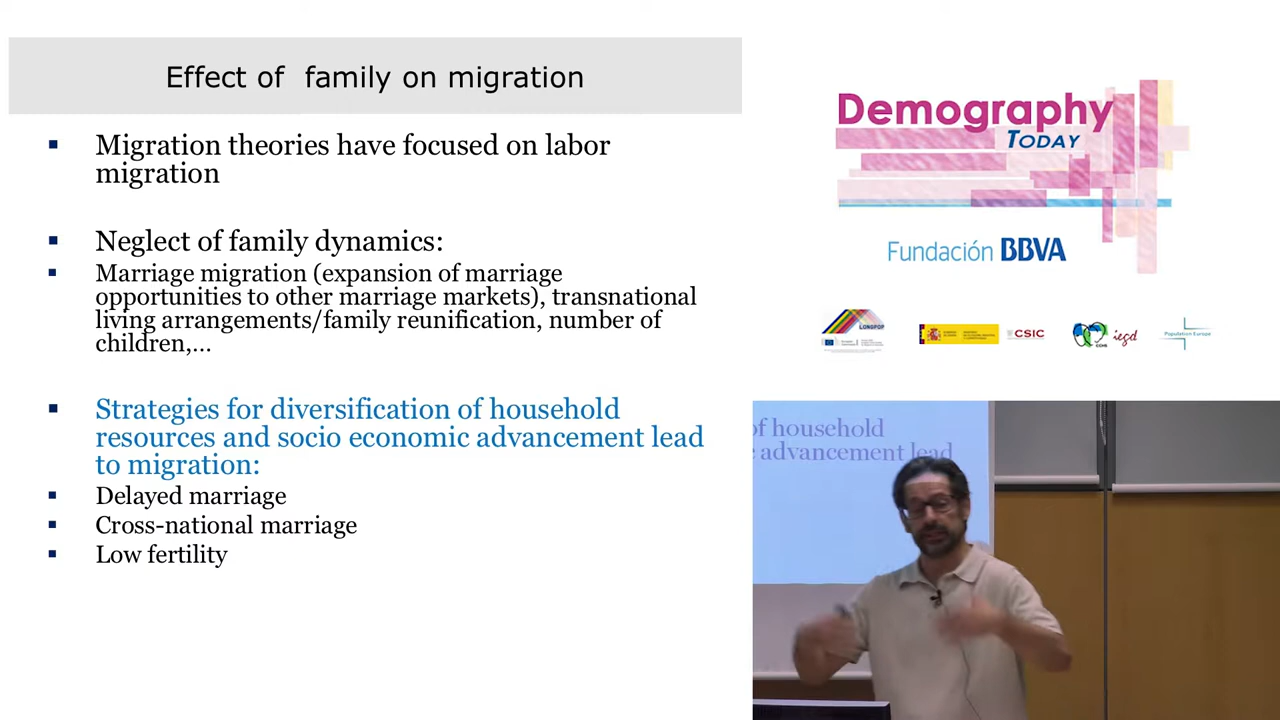 Effect of family on migration
▪ Migration theories have focused on labor
migration
▪ Neglect of family dynamics:
▪ Marriage migration (expansion of marriage
opportunities to other marriage markets), transnational
living arrangements/family reunification, number of
children,...
▪ Strategies for diversification of household
resources and socio economic advancement lead
to migration:
▪ Delayed marriage
▪ Cross-national marriage
▪ Low fertility
Demography
TODAY
Fundación BBVA
LONGPOP
CSIC
CCHS
iegd
Population Europe
of household
advancement lead